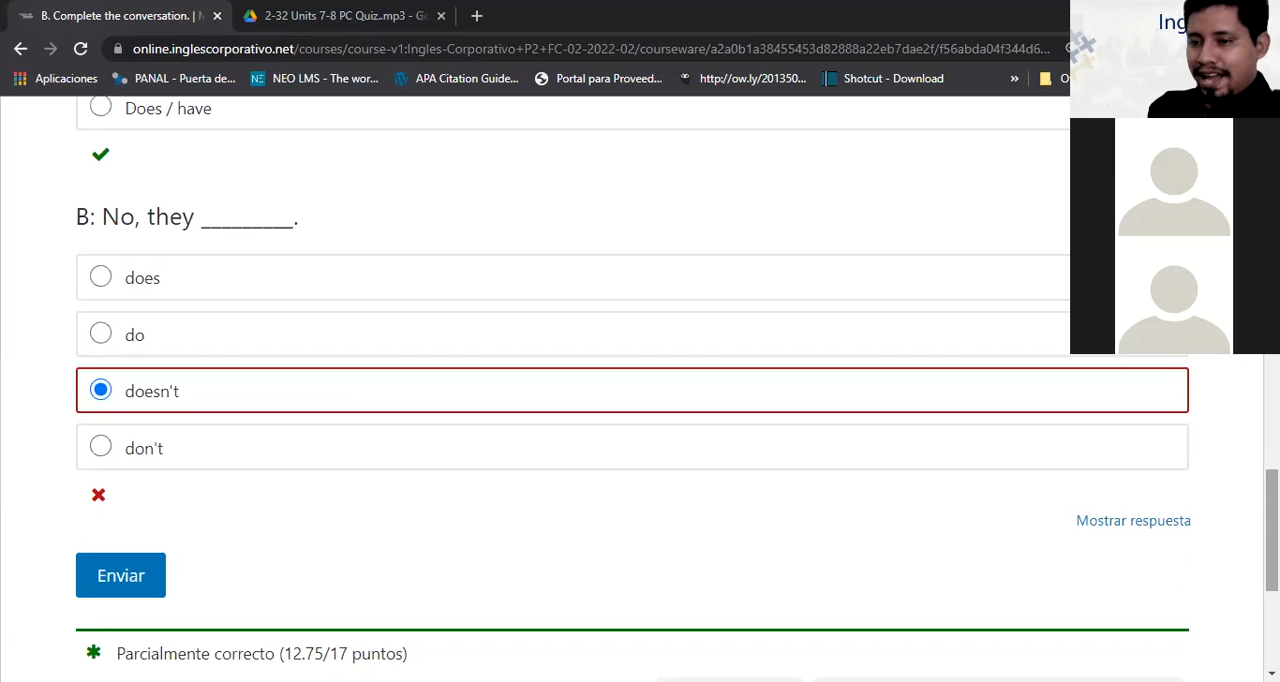 B. Complete the conversation. |
2-32 Units 7-8 PC Quiz..mp3 - Go
online.inglescorporativo.net/courses/course-v1:Ingles-Corporativo+P2+FC-02-2022-02/courseware/a2a0b1a38455453d82888a22eb7dae2f/f56abda04f344d6...
Aplicaciones
PANAL - Puerta de...
NEO LMS - The wor...
APA Citation Guide...
Portal para Proveed...
http://ow.ly/201350...
Shotcut - Download
»
Ing
Does / have
B: No, they _________.
does
do
doesn't
don't
Mostrar respuesta
Enviar
Parcialmente correcto (12.75/17 puntos)